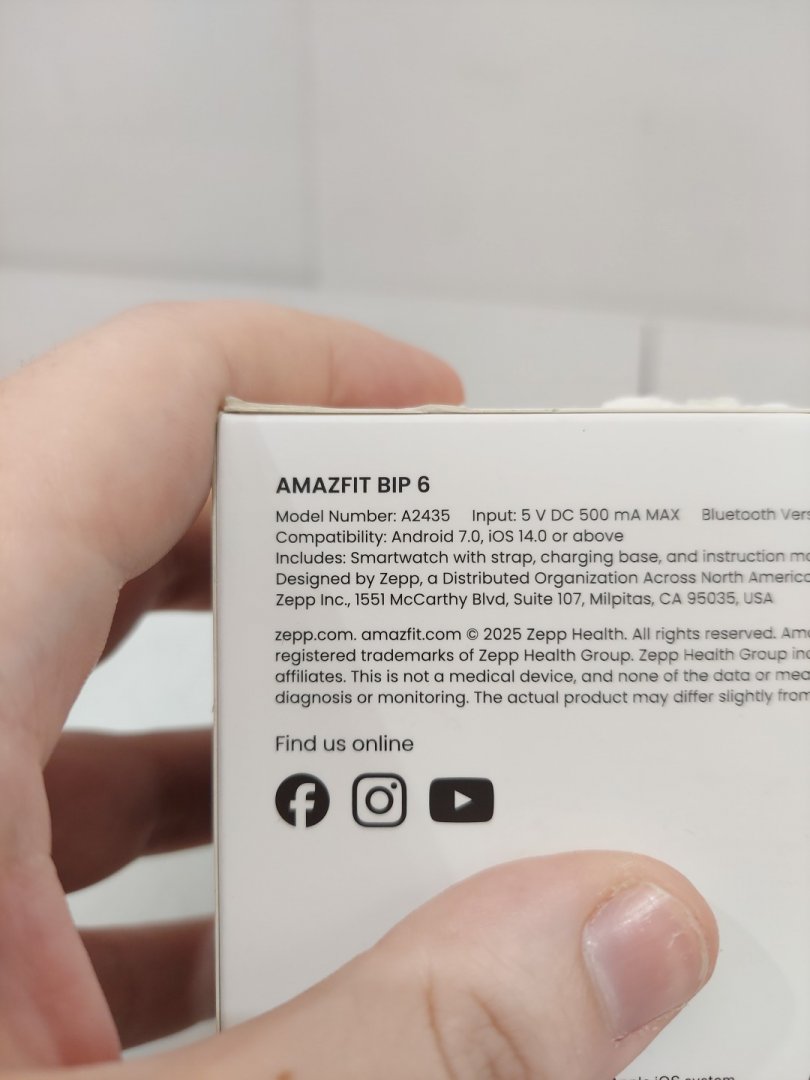 AMAZFIT BIP 6
Model Number: A2435 Input: 5 V DC 500 mA MAX Bluetooth
Compatibility: Android 7.0, iOS 14.0 or above
Includes: Smartwatch with strap, charging base, and instruction
Designed by Zepp, a Distributed Organization Across North
Zepp Inc., 1551 McCarthy Blvd, Suite 107, Milpitas, CA 95035, USA
zepp.com. amazfit.com © 2025 Zepp Health. All rights reserved.
registered trademarks of Zepp Health Group. Zepp Health Group
affiliates. This is not a medical device, and none of the data or
diagnosis or monitoring. The actual product may differ slightly from
Find us online
iOS system